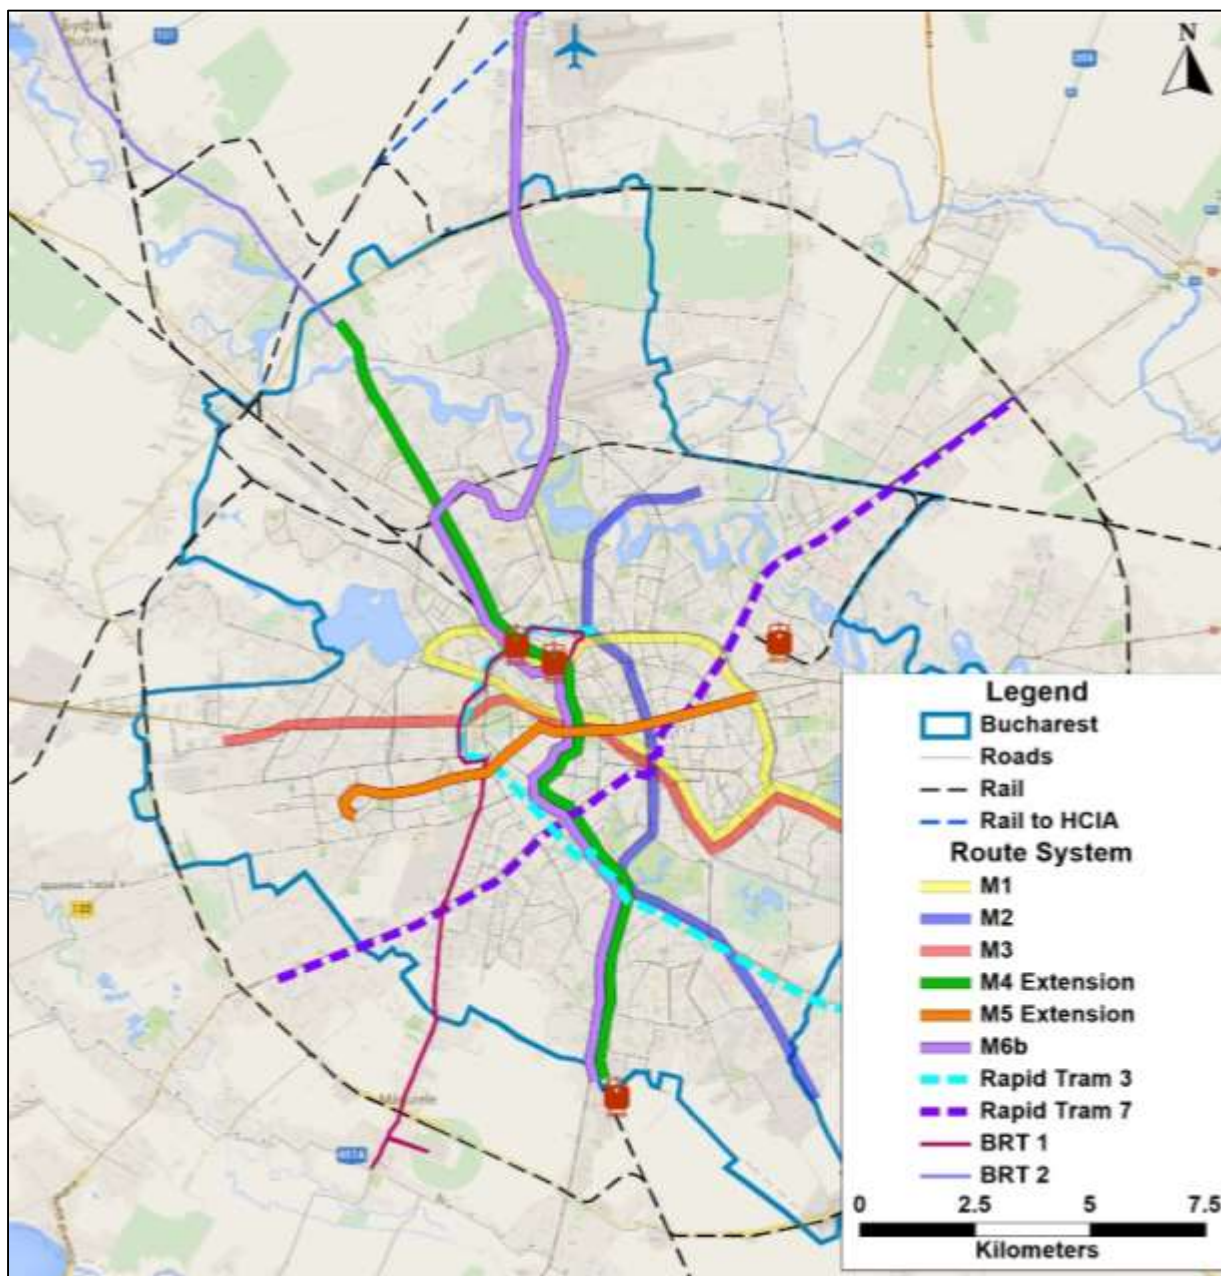 N
Legend
Bucharest
Roads
Rail
Rail to HCIA
Route System
M1
M2
M3
M4 Extension
M5 Extension
M6b
Rapid Tram 3
Rapid Tram 7
BRT 1
BRT 2
0 2.5 5 7.5
Kilometers